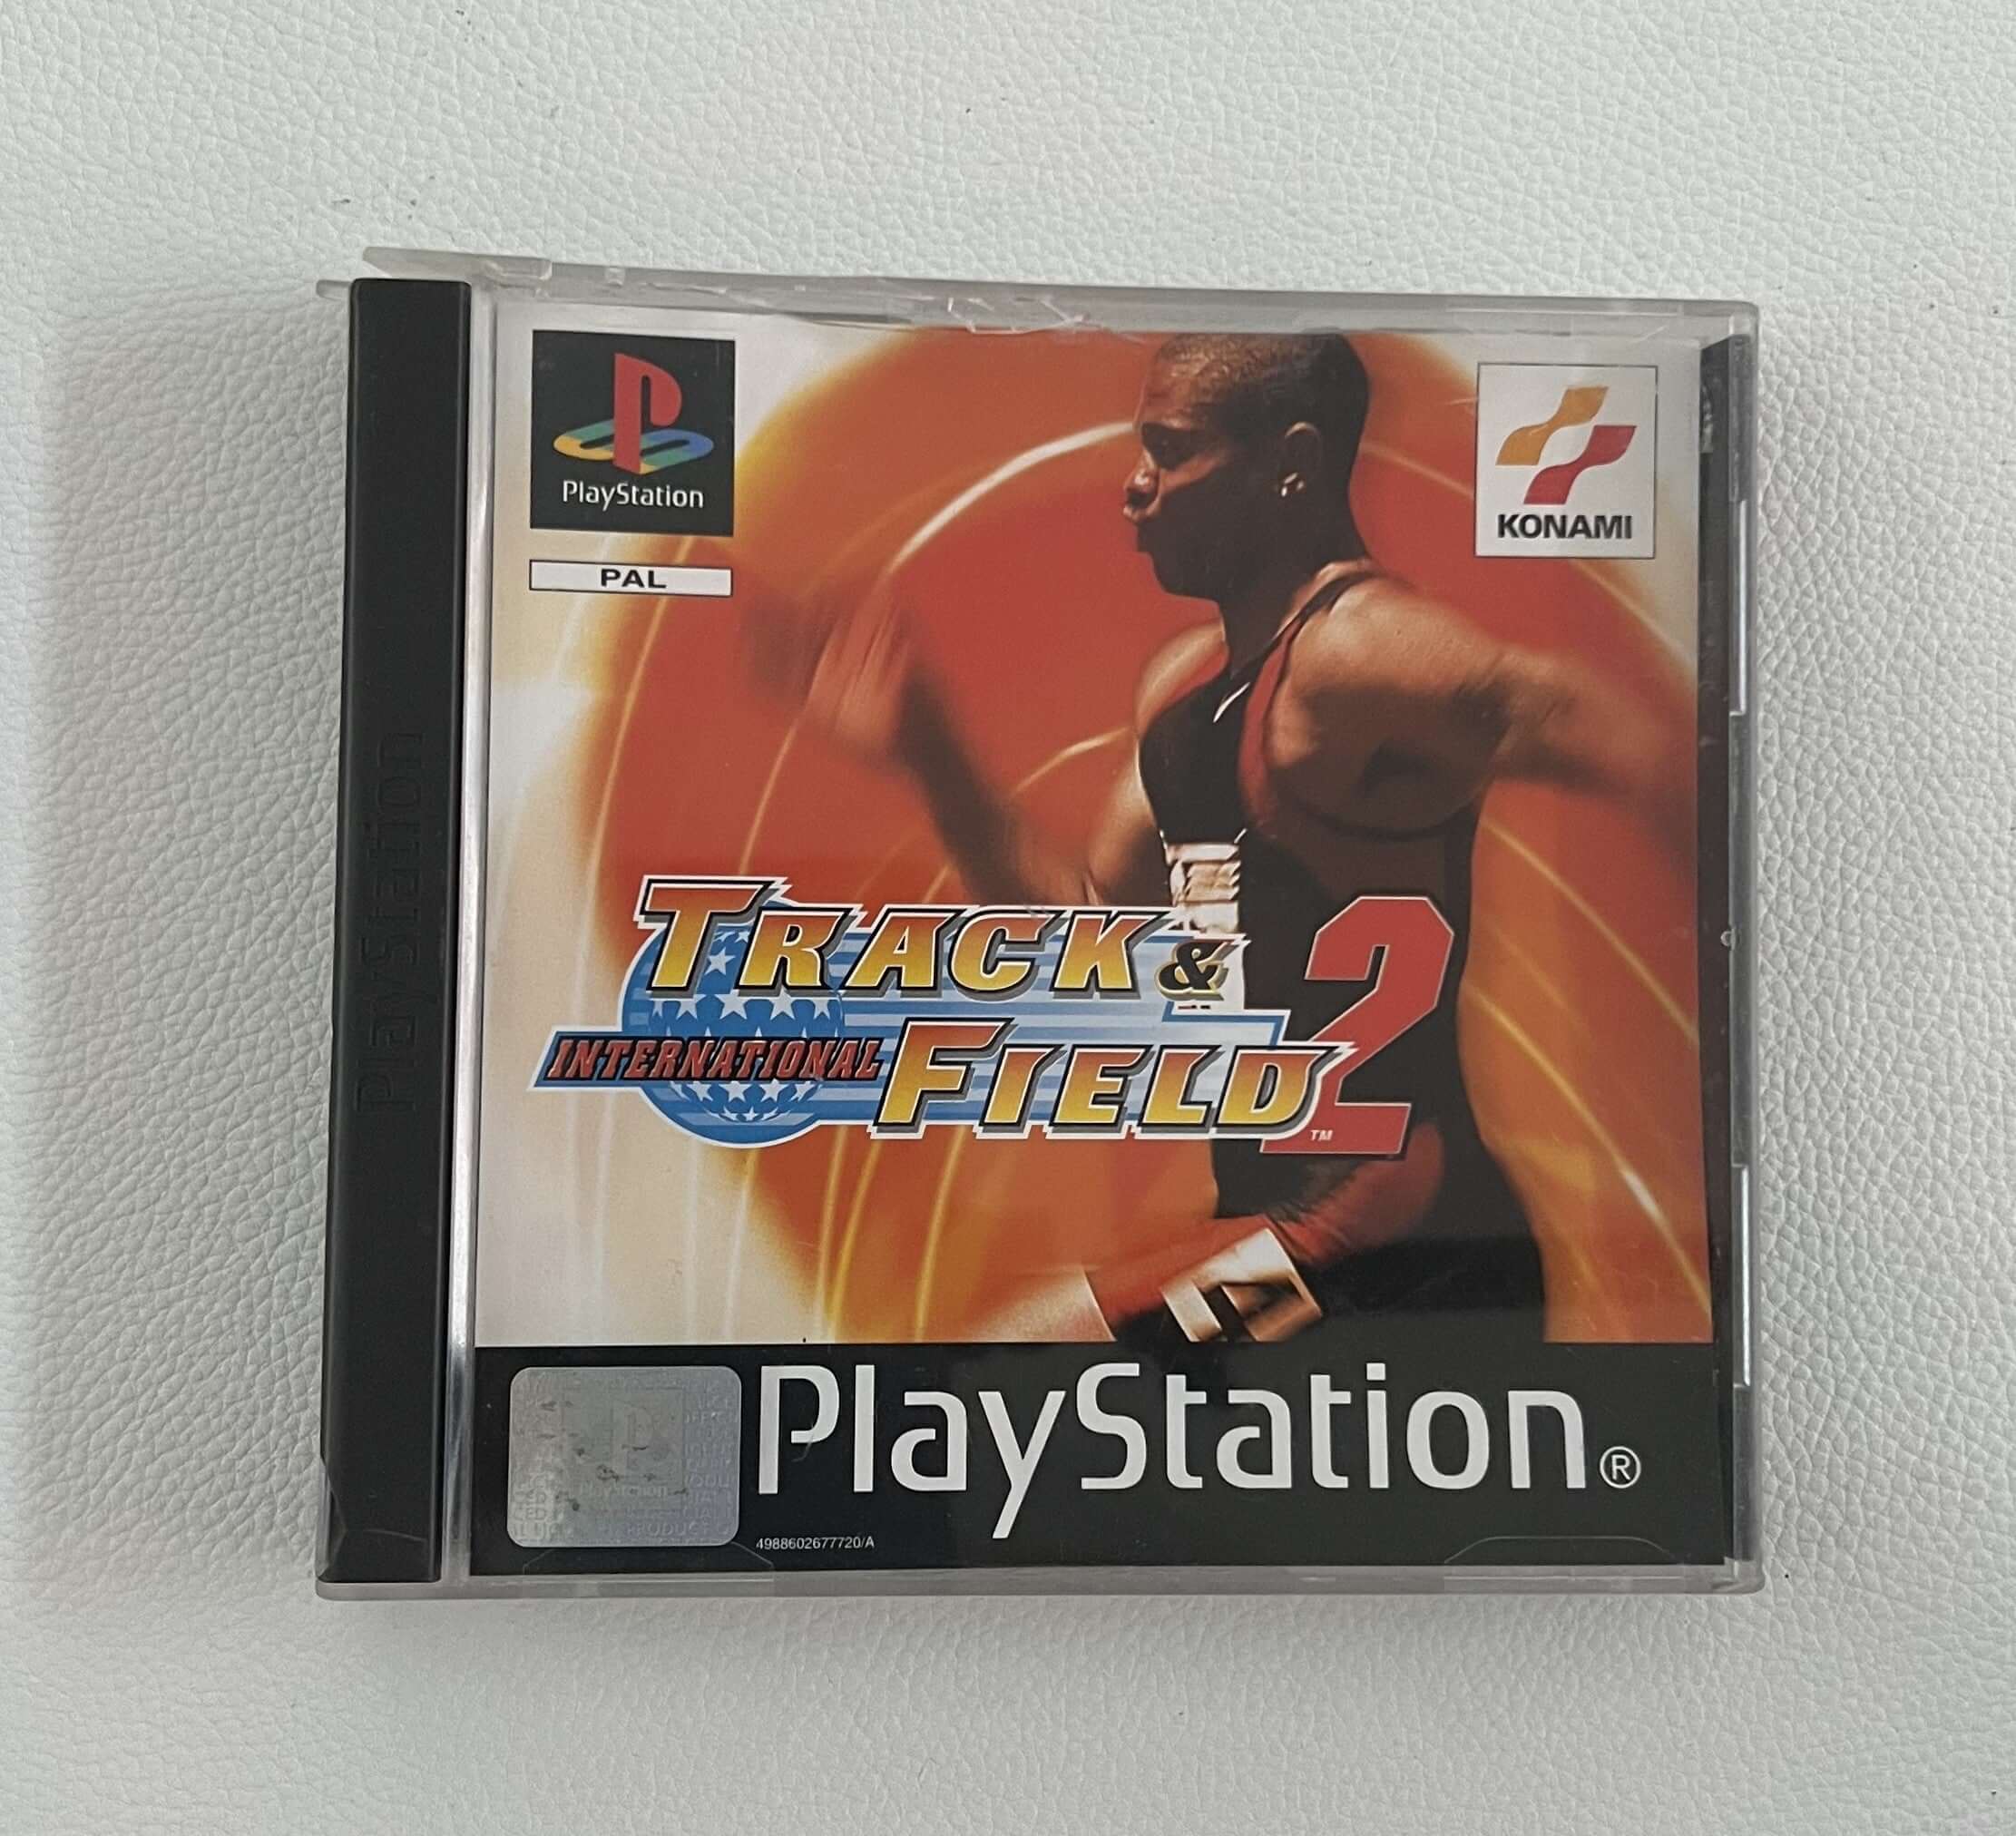 PlayStation
PAL
KONAMI
PlayStation
TRACK &
INTERNATIONAL FIELD 2
TM
PlayStation®
4988602677720/A